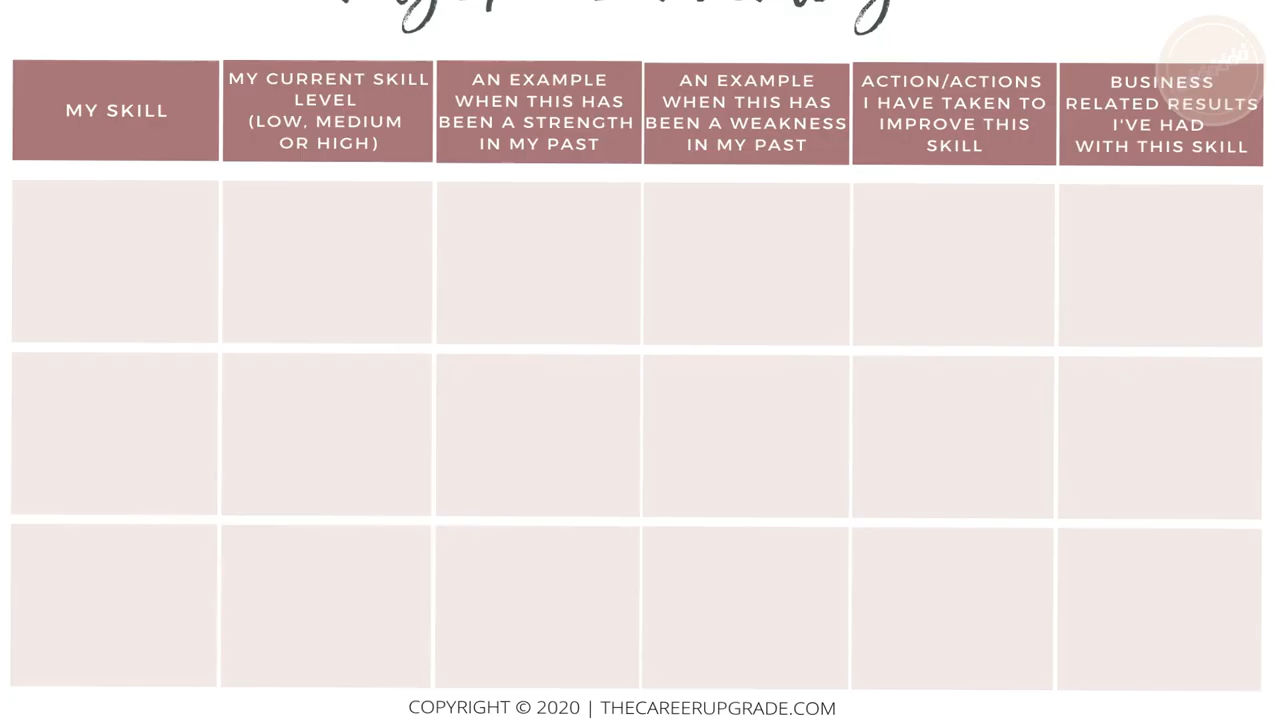 MY SKILL
MY CURRENT SKILL
LEVEL
(LOW, MEDIUM
OR HIGH)
AN EXAMPLE
WHEN THIS HAS
BEEN A STRENGTH
IN MY PAST
AN EXAMPLE
WHEN THIS HAS
BEEN A WEAKNESS
IN MY PAST
ACTION/ACTIONS
I HAVE TAKEN TO
IMPROVE THIS
SKILL
BUSINESS
RELATED RESULTS
I'VE HAD
WITH THIS SKILL
COPYRIGHT © 2020 | THECAREERUPGRADE.COM